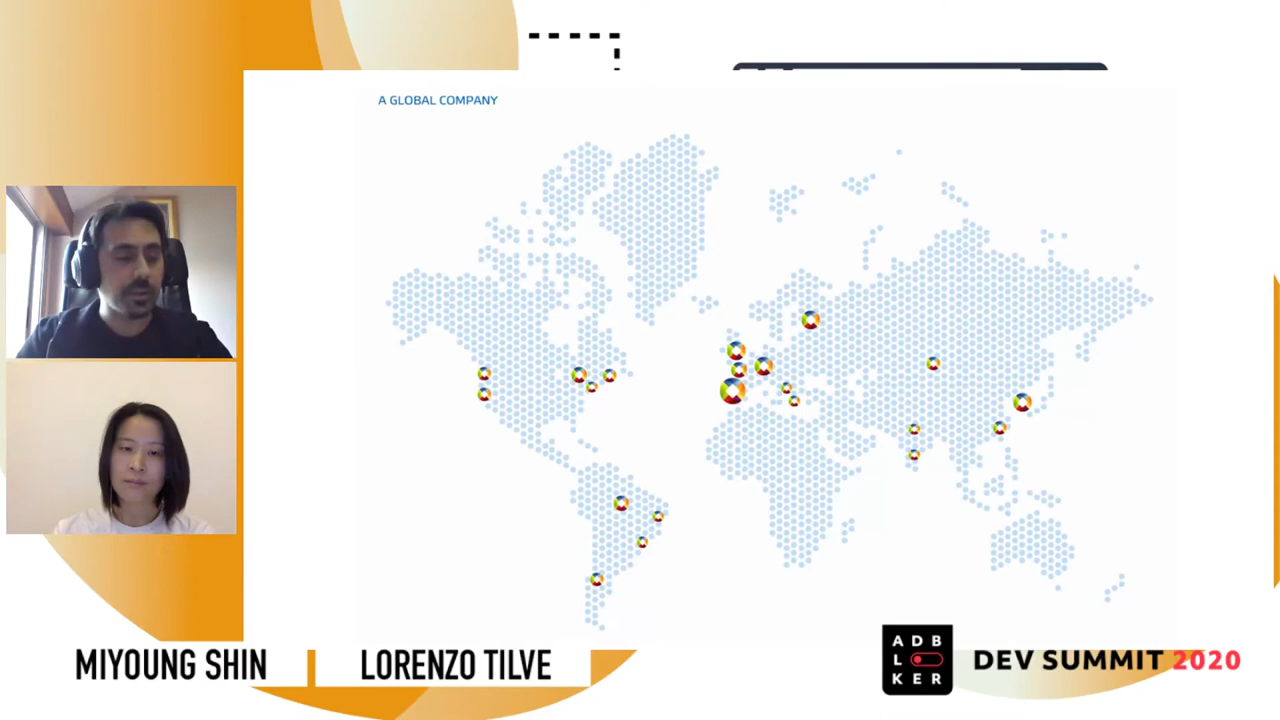 A GLOBAL COMPANY
MIYOUNG SHIN
LORENZO TILVE
ADB
L
KER
DEV SUMMIT 2020